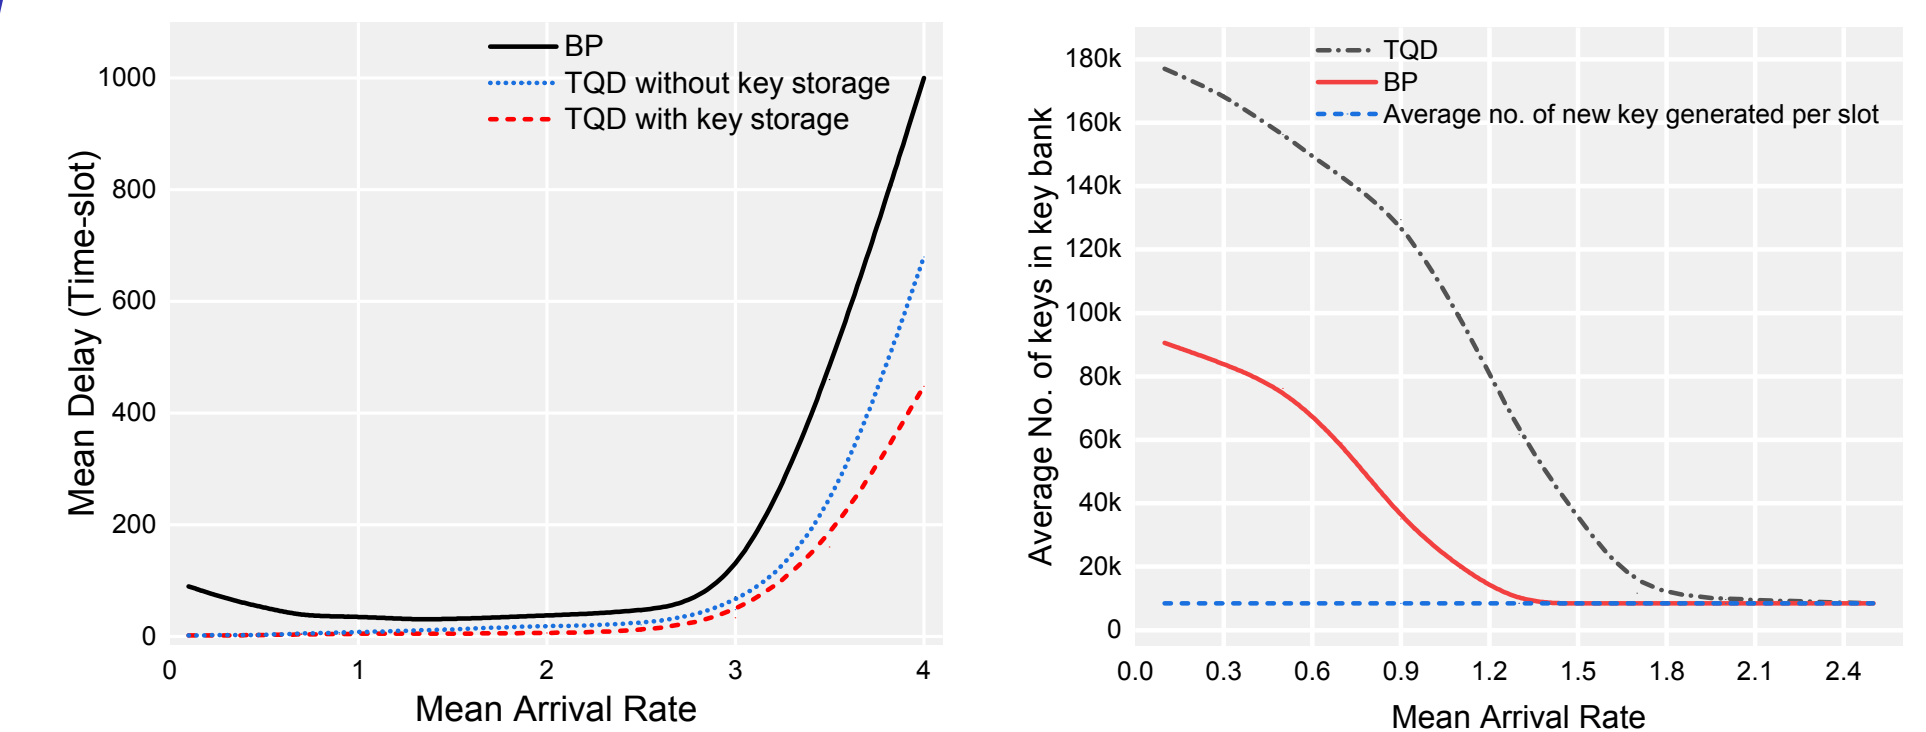 BP
TQD without key storage
TQD with key storage
Mean Delay (Time-slot)
1000
800
600
400
200
0
0 1 2 3 4
Mean Arrival Rate
TQD
BP
Average no. of new key generated per slot
Average No. of keys in key bank
180k
160k
140k
120k
100k
80k
60k
40k
20k
0
0.0 0.3 0.6 0.9 1.2 1.5 1.8 2.1 2.4
Mean Arrival Rate